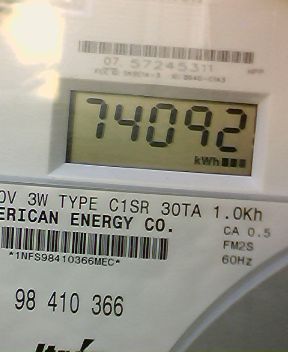 07 57245311
74092
kWh
0V 3W TYPE C1SR 30TA 1.0Kh
ERICAN ENERGY CO.
CA 0.5
FM2S
*1NFS98410366MEC*
60Hz
98 410 366